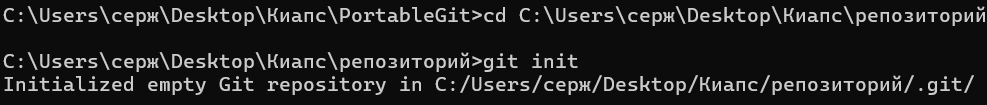 C:\Users\серж\Desktop\Киапс\PortableGit>cd C:\Users\серж\Desktop\Киапс\репозиторий
C:\Users\серж\Desktop\Киапс\репозиторий>git init
Initialized empty Git repository in C:/Users/серж/Desktop/Киапс/репозиторий/.git/